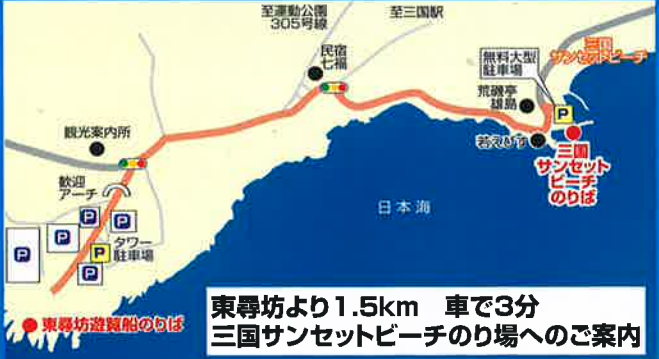 至運動公園
305号線
至三国駅
民宿
七福
無料大型
駐車場
三国
サンセットビーチ
荒磯亭
雄島
P
若えびす
三国
サンセット
ビーチ
のりば
観光案内所
歓迎
アーチ
日本海
P
P
P
P
P
タワー
駐車場
東尋坊遊覧船のりば
東尋坊より1.5km 車で3分
三国サンセットビーチのり場へのご案内